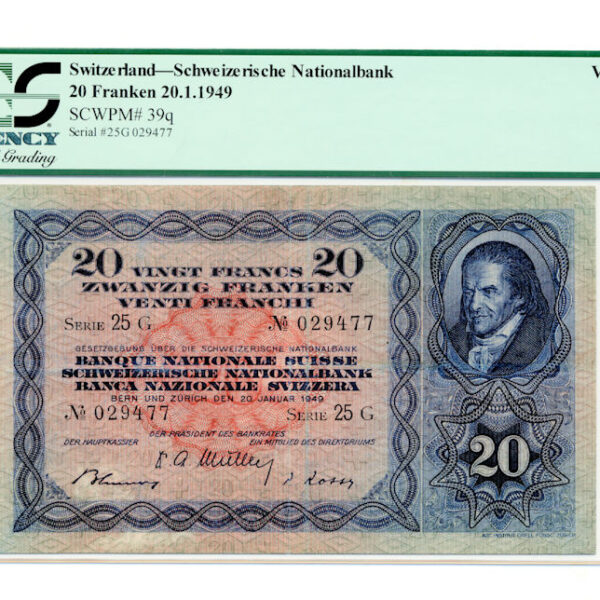 Switzerland—Schweizerische Nationalbank
20 Franken 20.1.1949
SCWPM# 39q
Serial #25G029477
V
S
ENCY
Grading
20 VINGT FRANCS 20
ZWANZIG FRANKEN
VENTI FRANCHI
SERIE 25 G № 029477
GESETZGEBUNG ÜBER DIE SCHWEIZERISCHE NATIONALBANK
BANQUE NATIONALE SUISSE
SCHWEIZERISCHE NATIONALBANK
BANCA NAZIONALE SVIZZERA
BERN UND ZÜRICH DEN 20 JANUAR 1949
№ 029477 SERIE 25 G
DER PRÄSIDENT DES BANKRATES
DER HAUPTKASSIER EIN MITGLIED DES DIREKTORIUMS
20